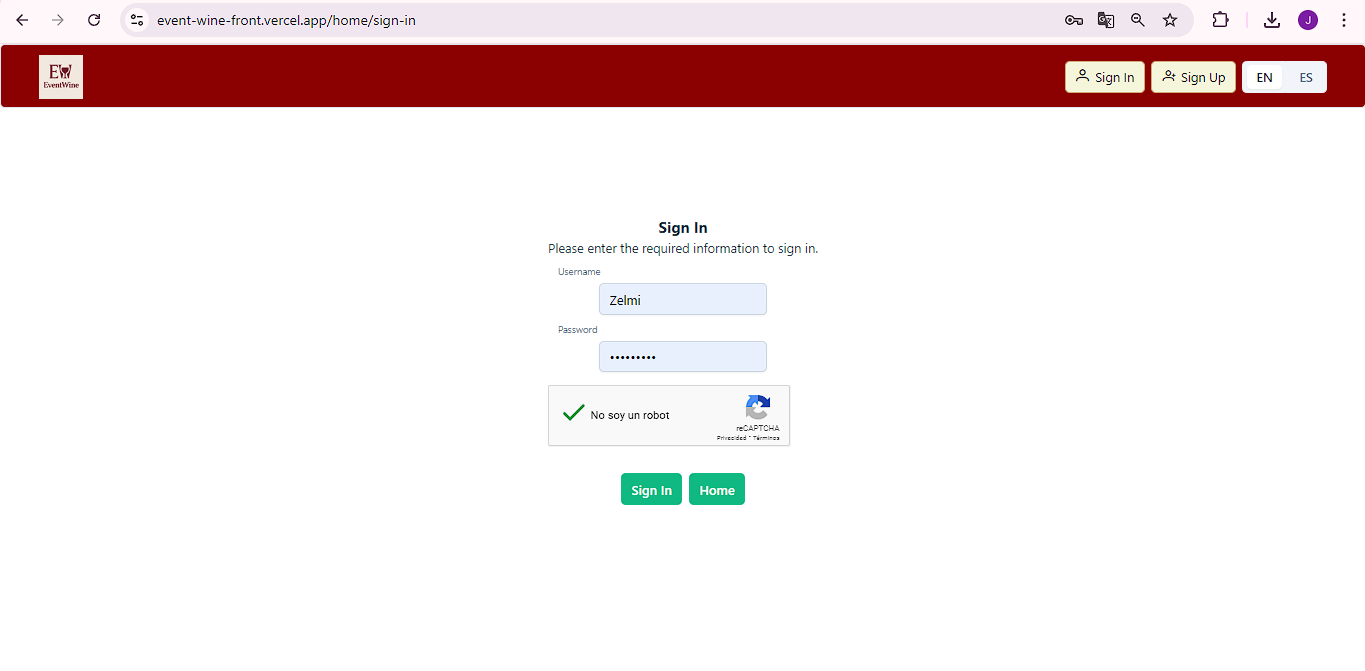 event-wine-front.vercel.app/home/sign-in
J
EW
EventWine
Sign In
Sign Up
EN
ES
Sign In
Please enter the required information to sign in.
Username
Zelmi
Password
•••••••••
No soy un robot
reCAPTCHA
Privacidad - Términos
Sign In
Home